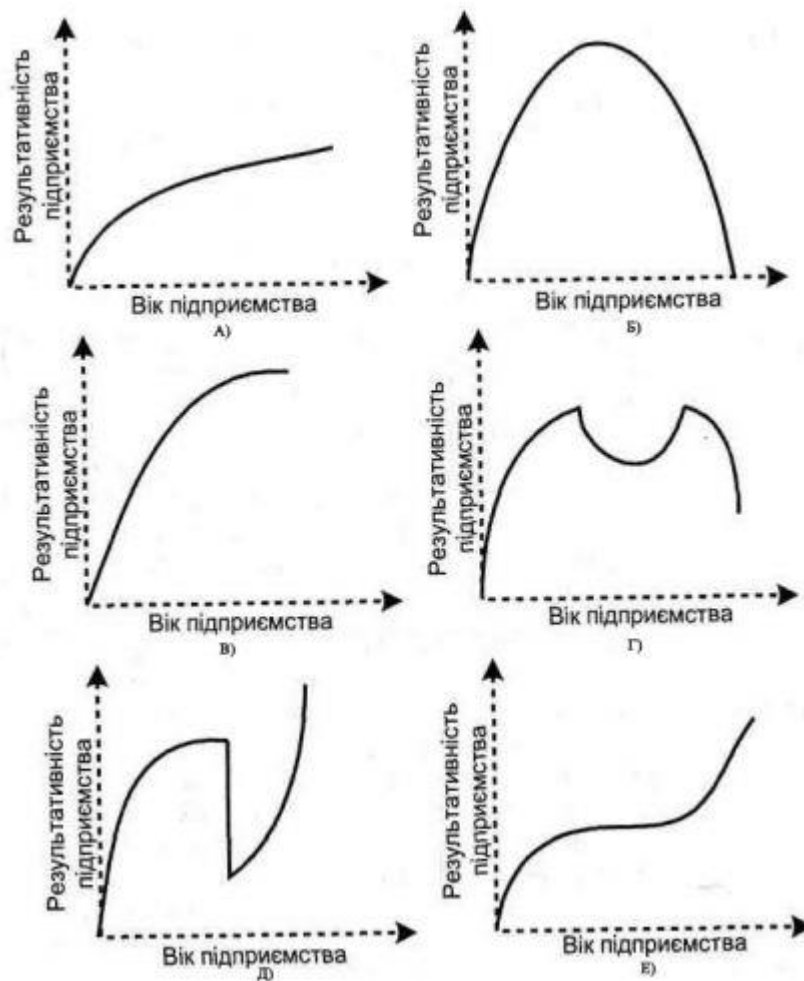 Результативність
підприємства
Вік підприємства
А)
Результативність
підприємства
Вік підприємства
Б)
Результативність
підприємства
Вік підприємства
В)
Результативність
підприємства
Вік підприємства
Г)
Результативність
підприємства
Вік підприємства
Д)
Результативність
підприємства
Вік підприємства
Е)